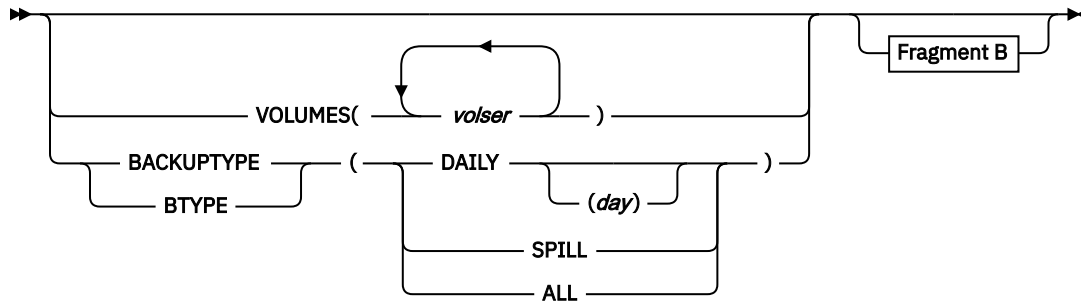 Fragment B
VOLUMES( volser )
BACKUPTYPE ( DAILY )
BTYPE (day)
SPILL
ALL